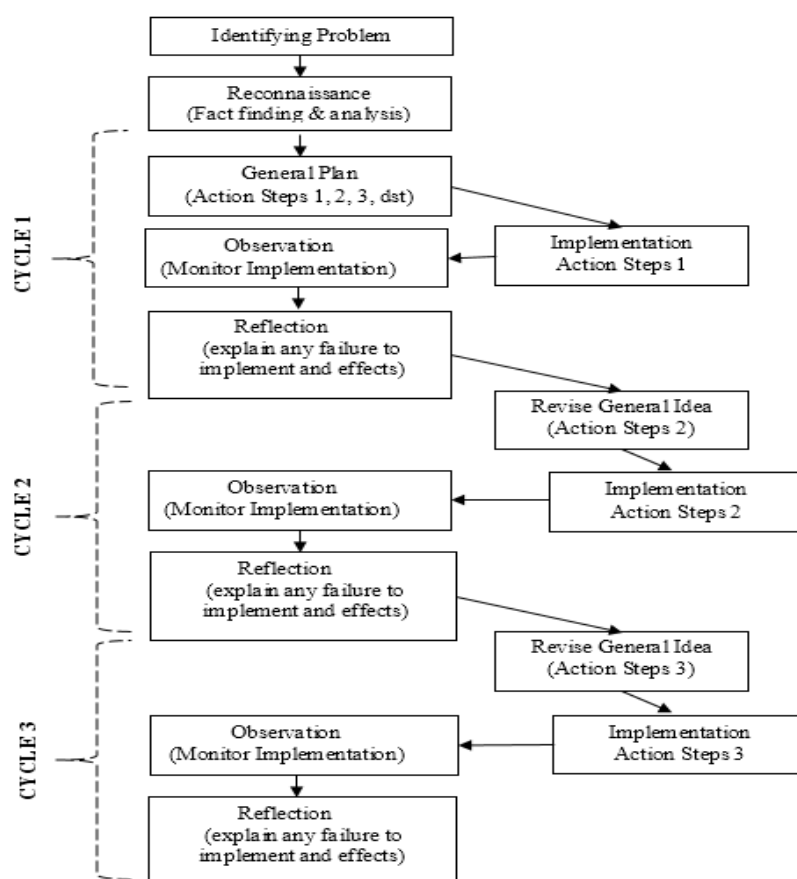 Identifying Problem
Reconnaissance
(Fact finding & analysis)
General Plan
(Action Steps 1, 2, 3, dst)
CYCLE 1
Implementation
Action Steps 1
Observation
(Monitor Implementation)
Reflection
(explain any failure to
implement and effects)
Revise General Idea
(Action Steps 2)
CYCLE 2
Implementation
Action Steps 2
Observation
(Monitor Implementation)
Reflection
(explain any failure to
implement and effects)
Revise General Idea
(Action Steps 3)
CYCLE 3
Implementation
Action Steps 3
Observation
(Monitor Implementation)
Reflection
(explain any failure to
implement and effects)